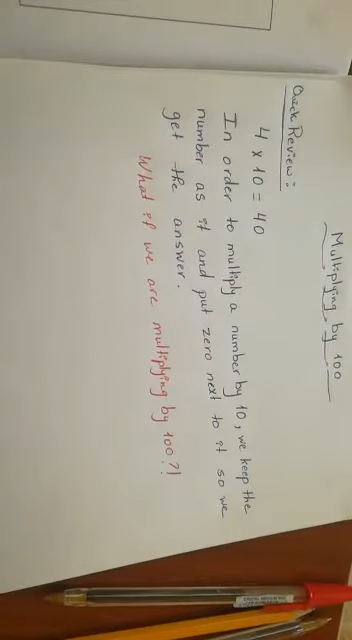 Multiplying by 100
Quick Review:
4 x 10 = 40
In order to multiply a number by 10, we keep the
number as it and put zero next to it so we
get the answer.
What if we are multiplying by 100?!